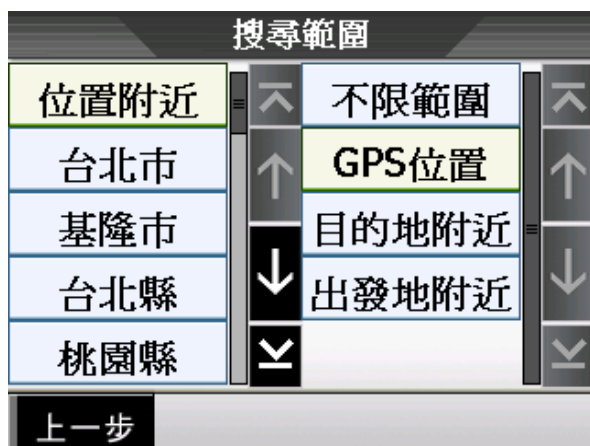 搜尋範圍
位置附近
台北市
基隆市
台北縣
桃園縣
不限範圍
GPS位置
目的地附近
出發地附近
上一步